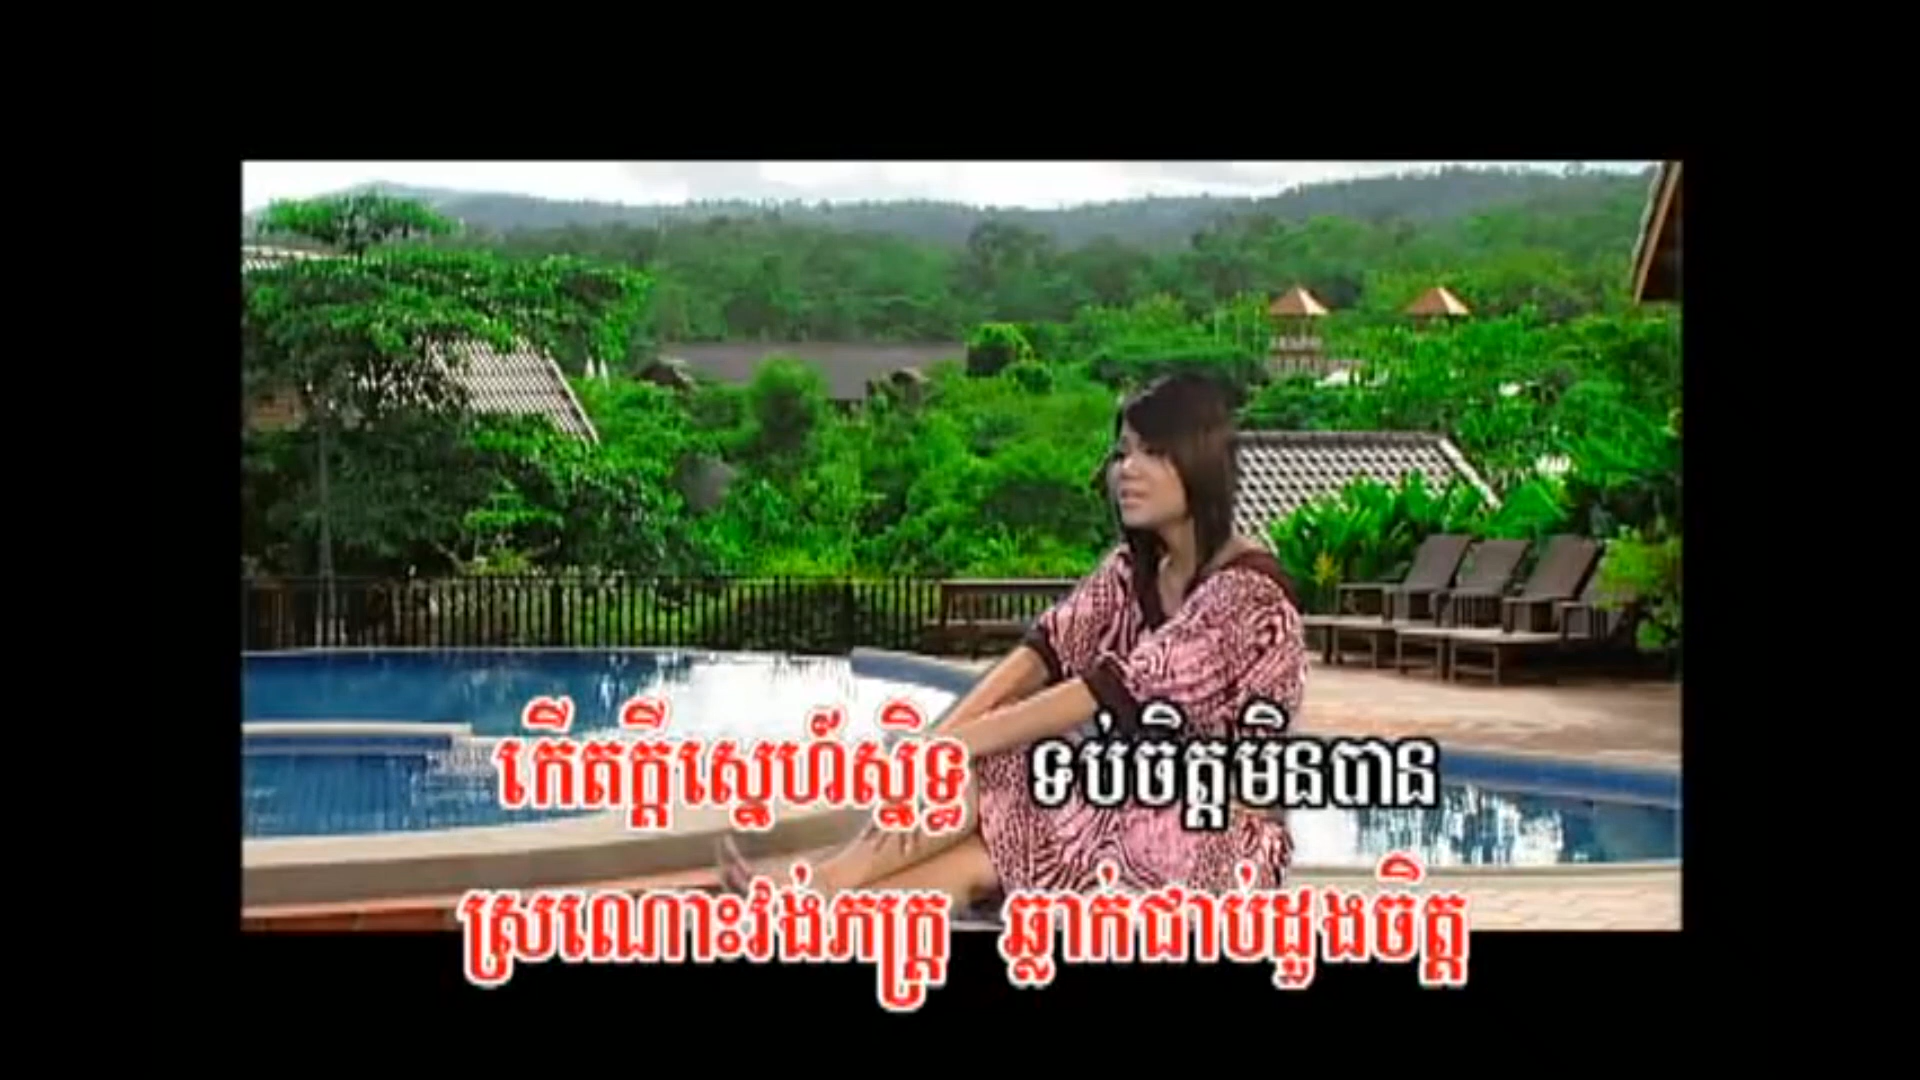 កើតក្ដីស្នេហ៍ស្និទ្ធ ទប់ចិត្តមិនបាន
ស្រណោះវង់ភក្ត្រ ឆ្លាក់ជាប់ដួងចិត្ត